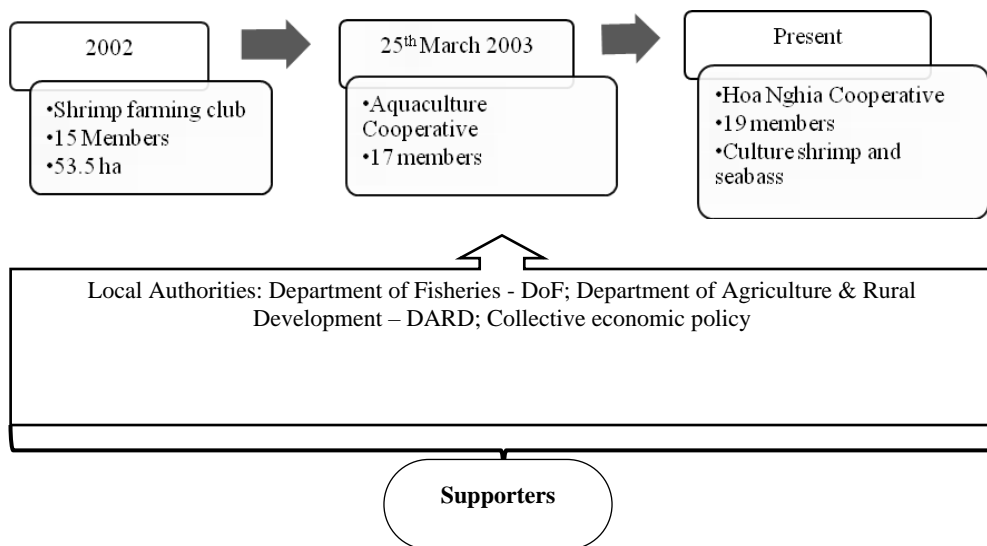 2002
•Shrimp farming club
•15 Members
•53.5 ha
25th March 2003
•Aquaculture
Cooperative
•17 members
Present
•Hoa Nghia Cooperative
•19 members
•Culture shrimp and
seabass
Local Authorities: Department of Fisheries - DoF; Department of Agriculture & Rural
Development – DARD; Collective economic policy
Supporters